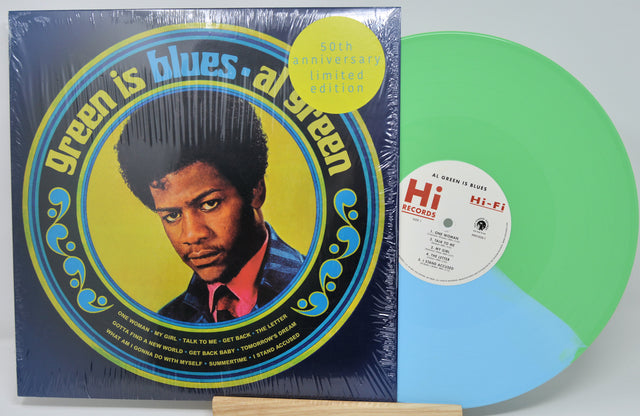 green is blues • al green
50th
anniversary
limited
edition
ONE WOMAN - MY GIRL - TALK TO ME - GET BACK - THE LETTER
GOTTA FIND A NEW WORLD - GET BACK BABY - TOMORROW'S DREAM
WHAT AM I GONNA DO WITH MYSELF - SUMMERTIME - I STAND ACCUSED
AL GREEN IS BLUES
Hi
RECORDS
Hi-Fi
SIDE 1
1. ONE WOMAN
2. TALK TO ME
3. MY GIRL
4. THE LETTER
5. I STAND ACCUSED